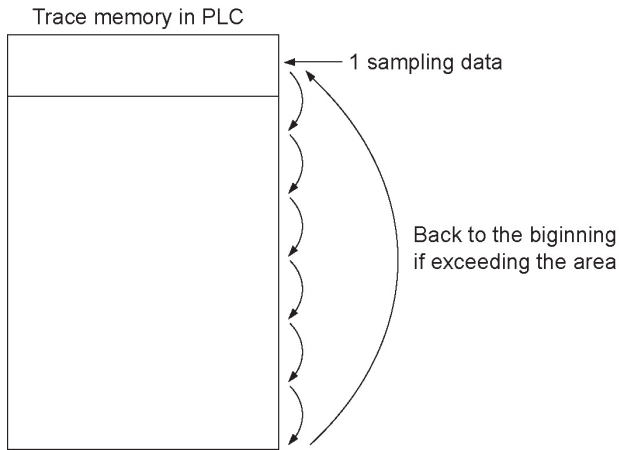 Trace memory in PLC
1 sampling data
Back to the biginning
if exceeding the area